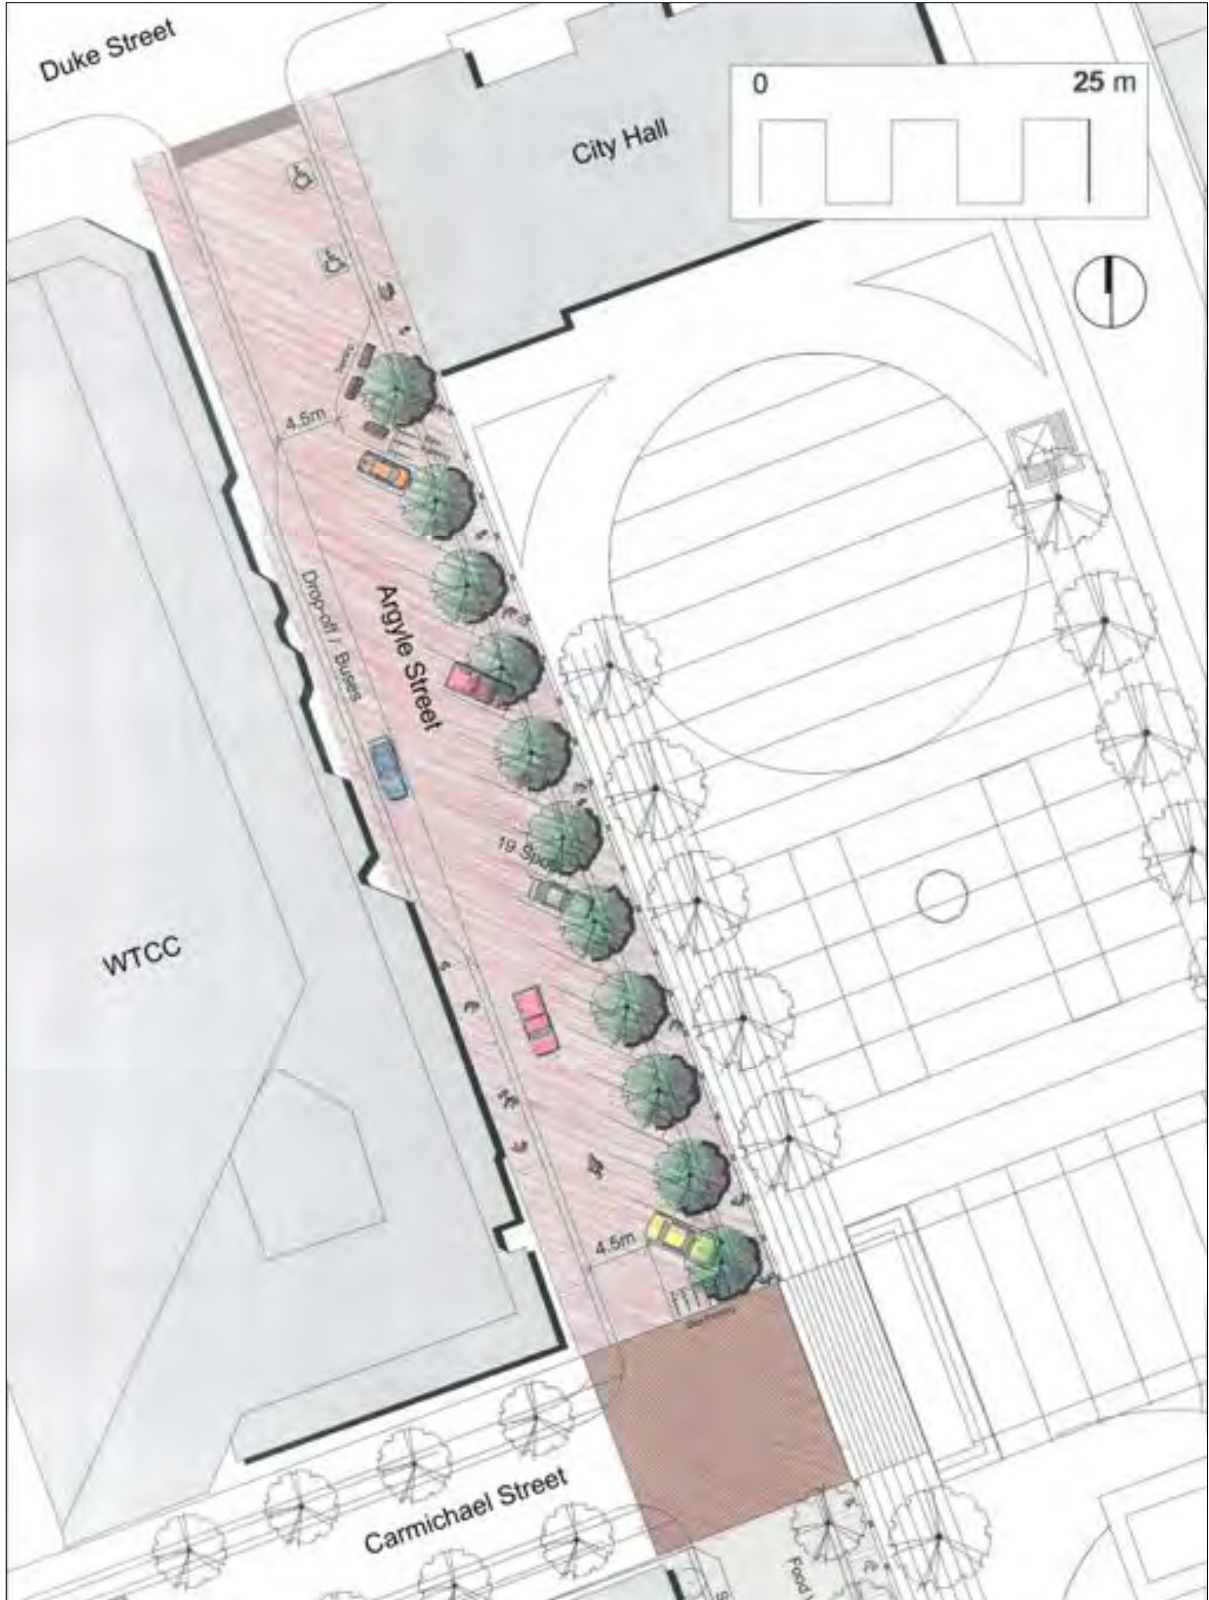 Duke Street
0 25 m
City Hall
4.5m
Drop-off / Buses
Argyle Street
19
WTCC
4.5m
Carmichael Street
Food